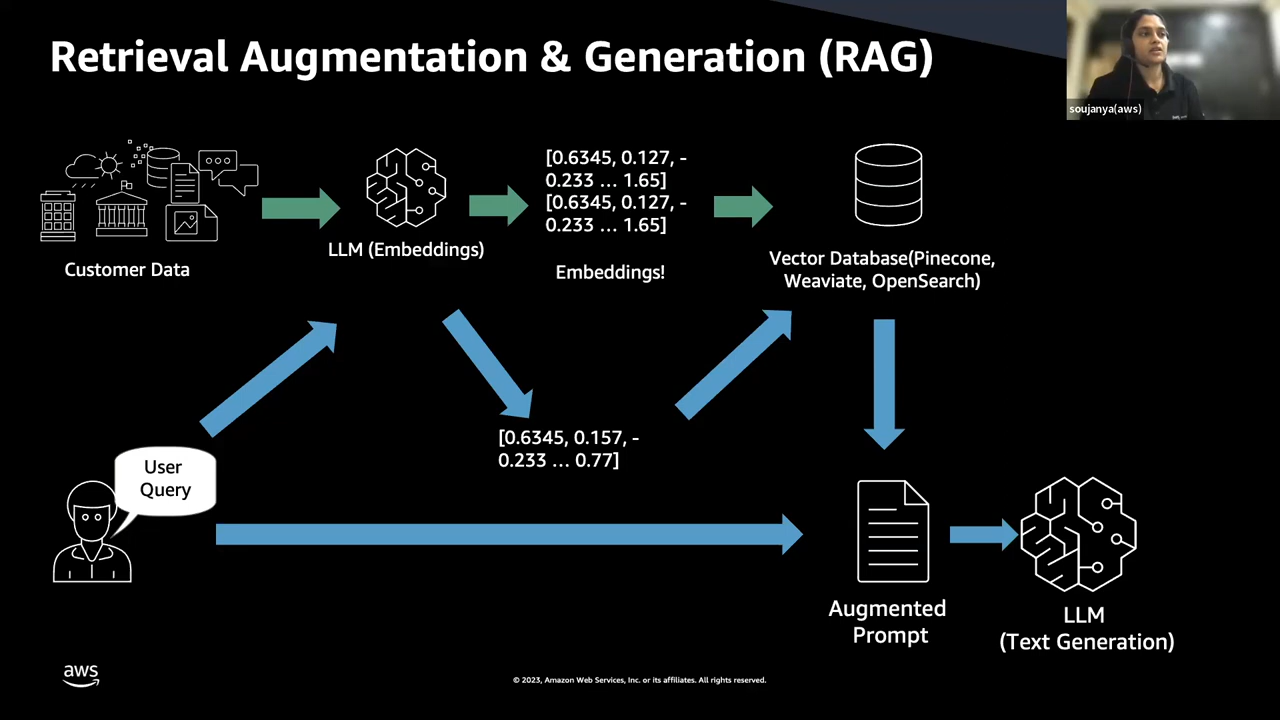 Retrieval Augmentation & Generation (RAG)
soujanya(aws)
[0.6345, 0.127, -
0.233 … 1.65]
[0.6345, 0.127, -
0.233 … 1.65]
LLM (Embeddings)
Customer Data
Embeddings!
Vector Database(Pinecone,
Weaviate, OpenSearch)
[0.6345, 0.157, -
0.233 … 0.77]
User
Query
Augmented
Prompt
LLM
(Text Generation)
aws
© 2023, Amazon Web Services, Inc. or its affiliates. All rights reserved.